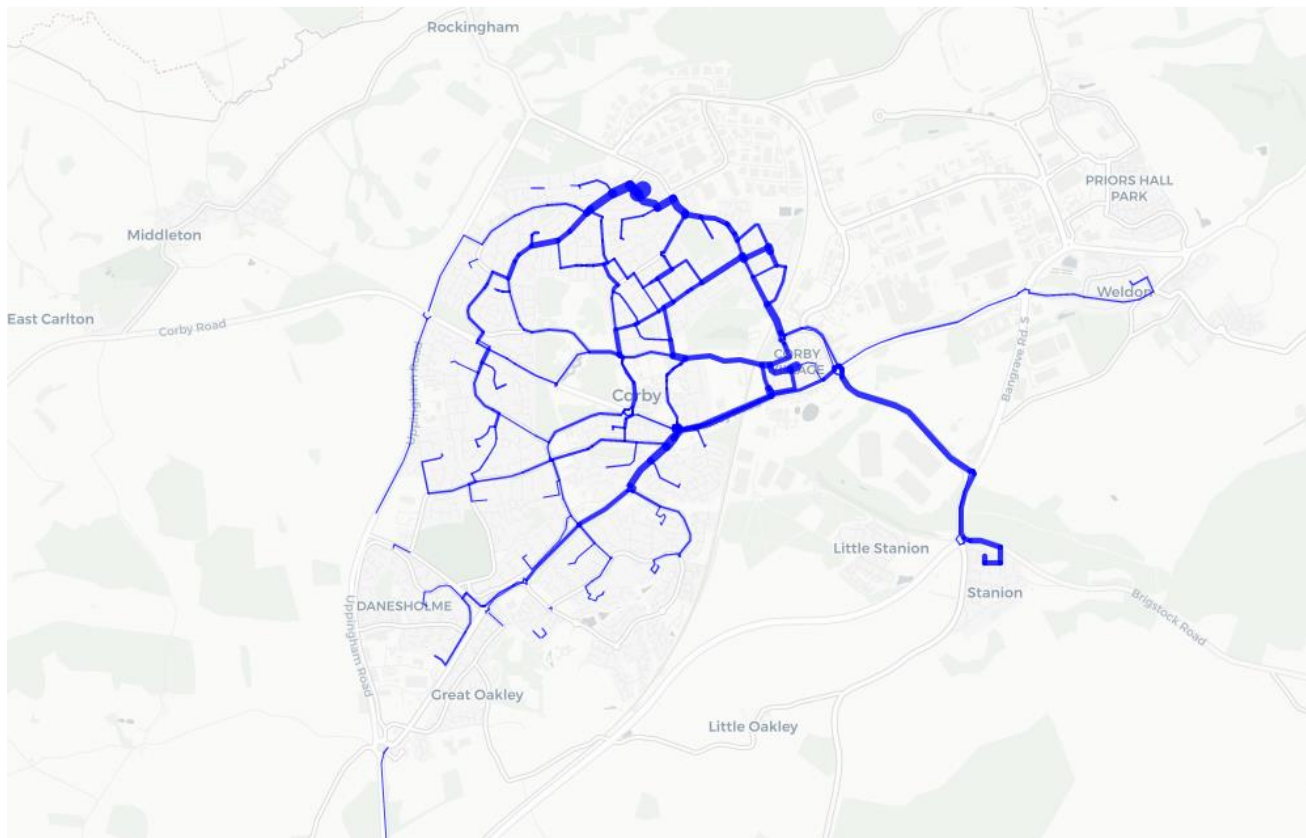 Rockingham
PRIORS HALL
PARK
Middleton
Weldon
East Carlton
Corby Road
Bangrave Rd. S
Uppingham Road
CORBY
VILLAGE
Corby
Little Stanion
Stanion
DANESHOLME
Brigstock Road
Uppingham Road
Great Oakley
Little Oakley